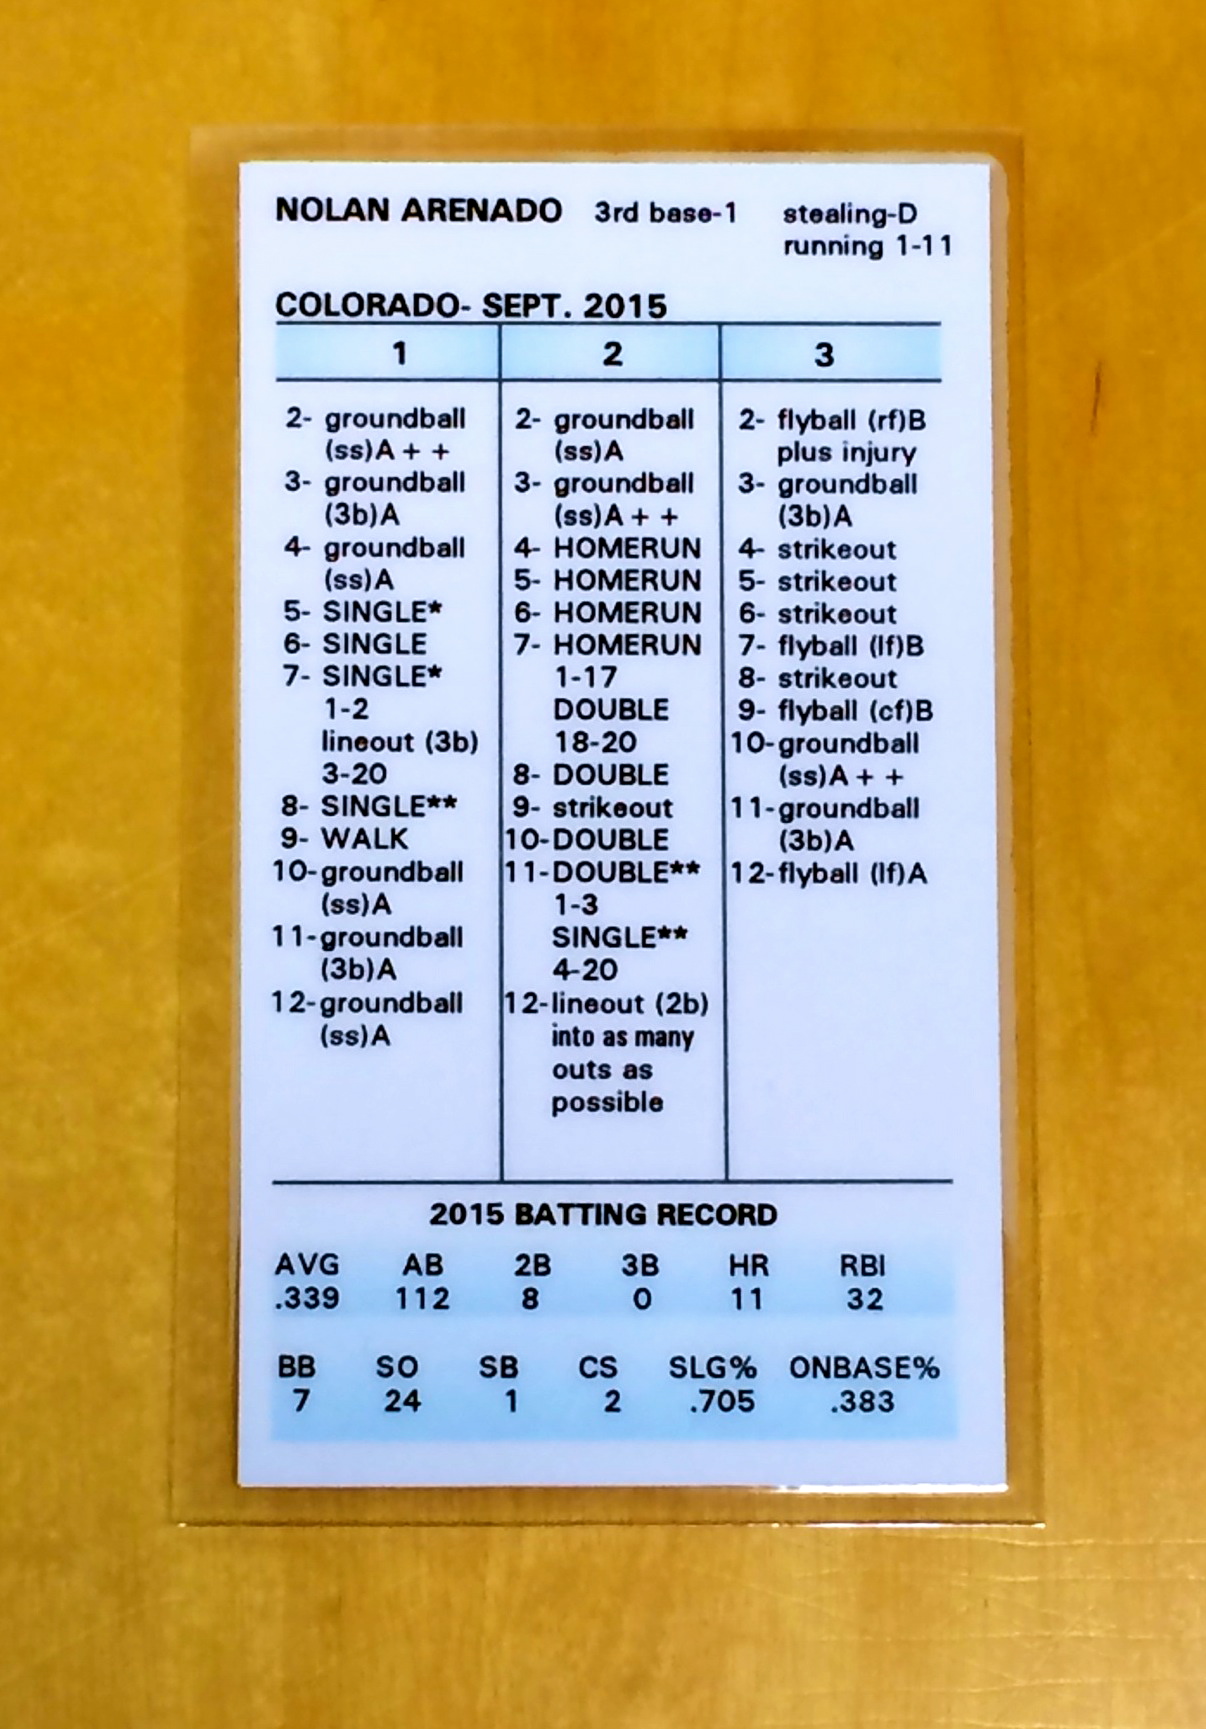 NOLAN ARENADO 3rd base-1 stealing-D
running 1-11
COLORADO- SEPT. 2015
1 2 3
2- groundball
(ss)A + +
3- groundball
(3b)A
4- groundball
(ss)A
5- SINGLE*
6- SINGLE
7- SINGLE*
1-2
lineout (3b)
3-20
8- SINGLE**
9- WALK
10-groundball
(ss)A
11-groundball
(3b)A
12-groundball
(ss)A
2- groundball
(ss)A
3- groundball
(ss)A + +
4- HOMERUN
5- HOMERUN
6- HOMERUN
7- HOMERUN
1-17
DOUBLE
18-20
8- DOUBLE
9- strikeout
10-DOUBLE
11-DOUBLE**
1-3
SINGLE**
4-20
12-lineout (2b)
into as many
outs as
possible
2- flyball (rf)B
plus injury
3- groundball
(3b)A
4- strikeout
5- strikeout
6- strikeout
7- flyball (lf)B
8- strikeout
9- flyball (cf)B
10-groundball
(ss)A + +
11-groundball
(3b)A
12-flyball (lf)A
2015 BATTING RECORD
AVG AB 2B 3B HR RBI
.339 112 8 0 11 32
BB SO SB CS SLG% ONBASE%
7 24 1 2 .705 .383